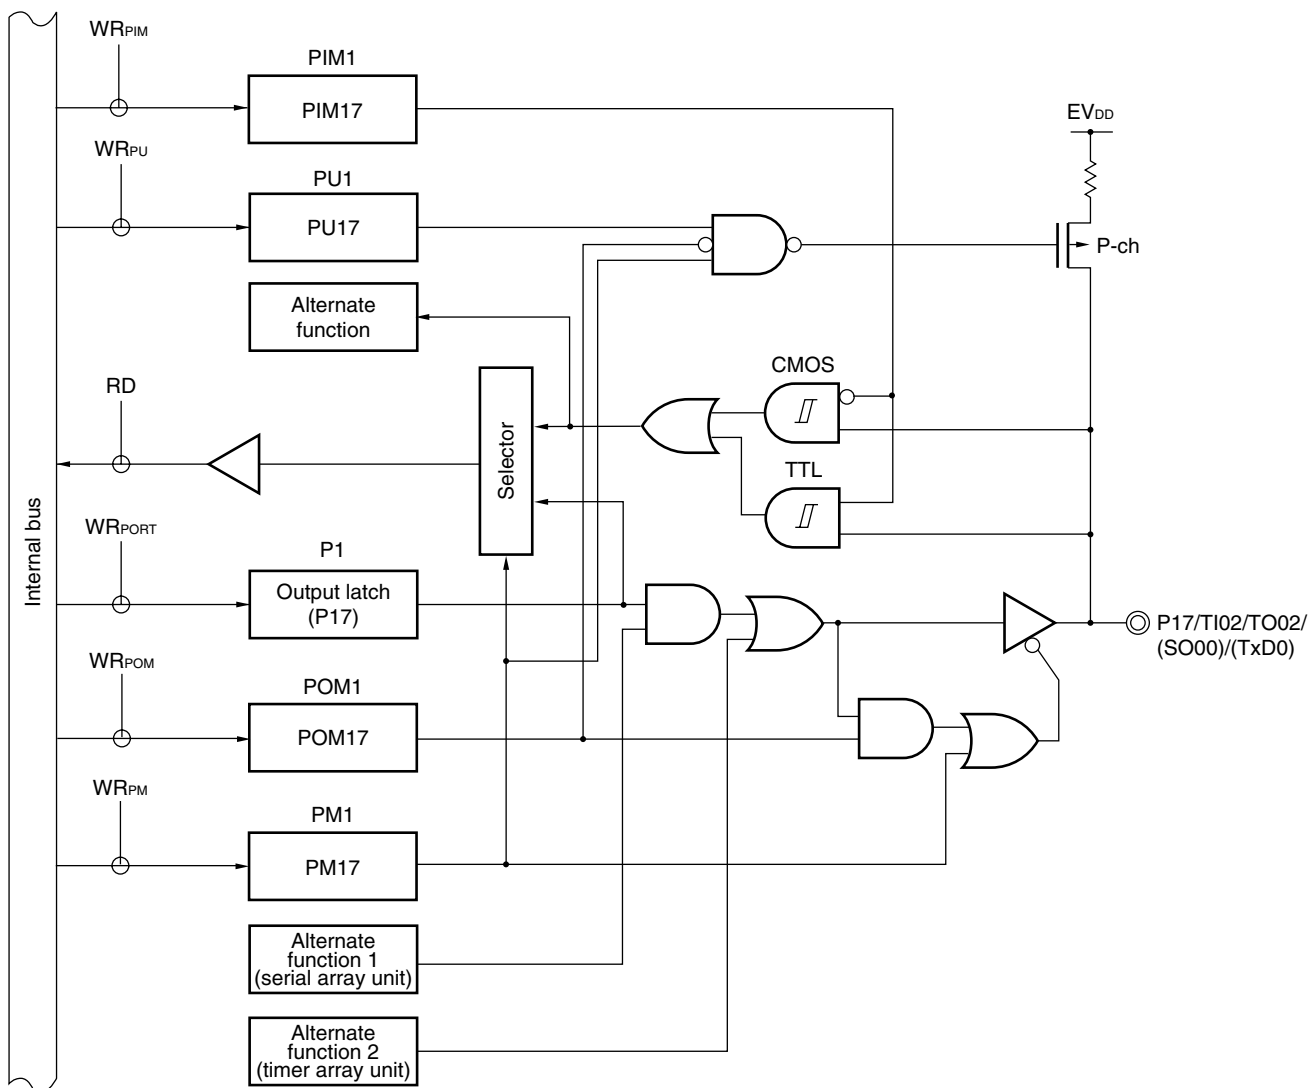 WRPIM
PIM1
PIM17
EVDD
WRPU
PU1
PU17
P-ch
Alternate
function
CMOS
RD
Selector
TTL
Internal bus
WRPORT
P1
Output latch
(P17)
P17/TI02/TO02/
(SO00)/(TxD0)
WRPOM
POM1
POM17
WRPM
PM1
PM17
Alternate
function 1
(serial array unit)
Alternate
function 2
(timer array unit)